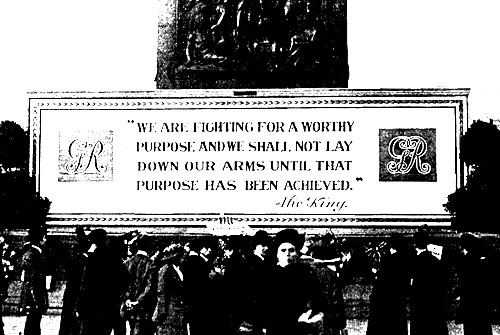 "WE ARE FIGHTING FOR A WORTHY
PURPOSE AND WE SHALL NOT LAY
DOWN OUR ARMS UNTIL THAT
PURPOSE HAS BEEN ACHIEVED."
The King.
GR
GR